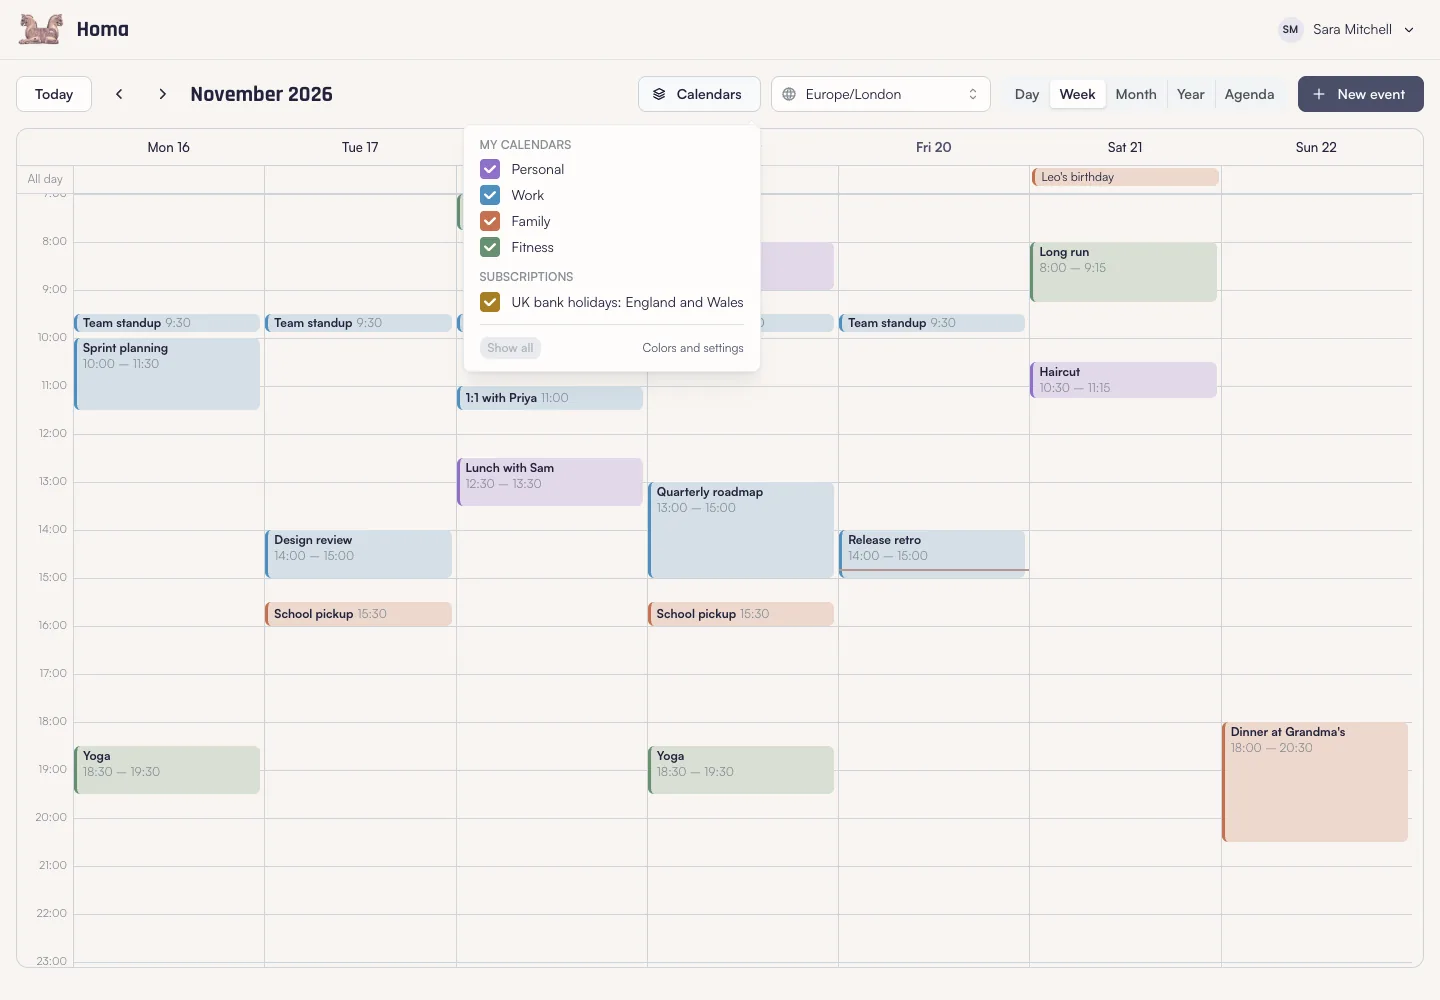 Homa
SM Sara Mitchell
Today
November 2026
Calendars
Europe/London
Day Week Month Year Agenda
New event
Mon 16
Tue 17
Fri 20
Sat 21
Sun 22
MY CALENDARS
Personal
Work
Family
Fitness
SUBSCRIPTIONS
UK bank holidays: England and Wales
Show all
Colors and settings
All day
Leo's birthday
8:00
9:00
10:00
11:00
12:00
13:00
14:00
15:00
16:00
17:00
18:00
19:00
20:00
21:00
22:00
23:00
Team standup 9:30
Sprint planning
10:00 — 11:30
Yoga
18:30 — 19:30
Team standup 9:30
Design review
14:00 — 15:00
School pickup 15:30
1:1 with Priya 11:00
Lunch with Sam
12:30 — 13:30
Quarterly roadmap
13:00 — 15:00
School pickup 15:30
Yoga
18:30 — 19:30
Team standup 9:30
Release retro
14:00 — 15:00
Long run
8:00 — 9:15
Haircut
10:30 — 11:15
Dinner at Grandma's
18:00 — 20:30